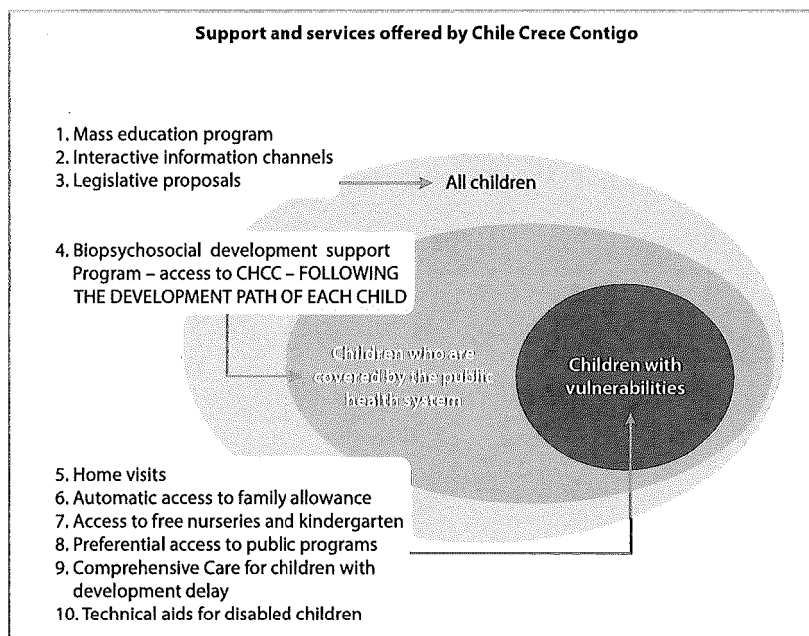 Support and services offered by Chile Crece Contigo
1. Mass education program
2. Interactive information channels
3. Legislative proposals
All children
4. Biopsychosocial development support
Program – access to CHCC – FOLLOWING
THE DEVELOPMENT PATH OF EACH CHILD
Children who are
covered by the public
health system
Children with
vulnerabilities
5. Home visits
6. Automatic access to family allowance
7. Access to free nurseries and kindergarten
8. Preferential access to public programs
9. Comprehensive Care for children with
development delay
10. Technical aids for disabled children